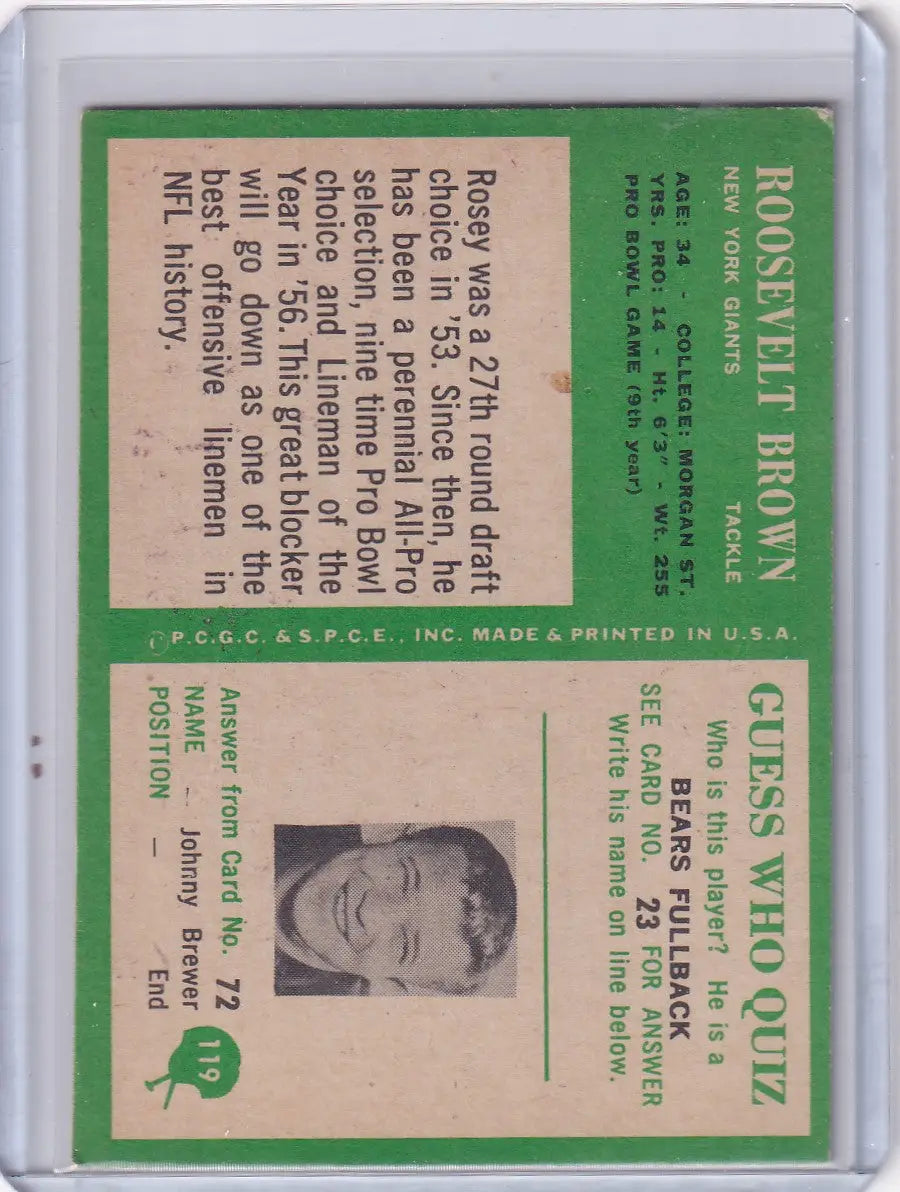 ROOSEVELT BROWN
NEW YORK GIANTS TACKLE
AGE: 34 - COLLEGE: MORGAN ST.
YRS. PRO: 14 - Ht. 6'3" - Wt. 255
PRO BOWL GAME (9th year)
Rosey was a 27th round draft
choice in '53. Since then, he
has been a perennial All-Pro
selection, nine time Pro Bowl
choice and Lineman of the
Year in '56. This great blocker
will go down as one of the
best offensive linemen in
NFL history.
©P.C.G.C. & S.P.C.E., INC. MADE & PRINTED IN U.S.A.
GUESS WHO QUIZ
Who is this player? He is a
BEARS FULLBACK
SEE CARD NO. 23 FOR ANSWER
Write his name on line below.
Answer from Card No. 72
NAME - Johnny Brewer
POSITION - End
119